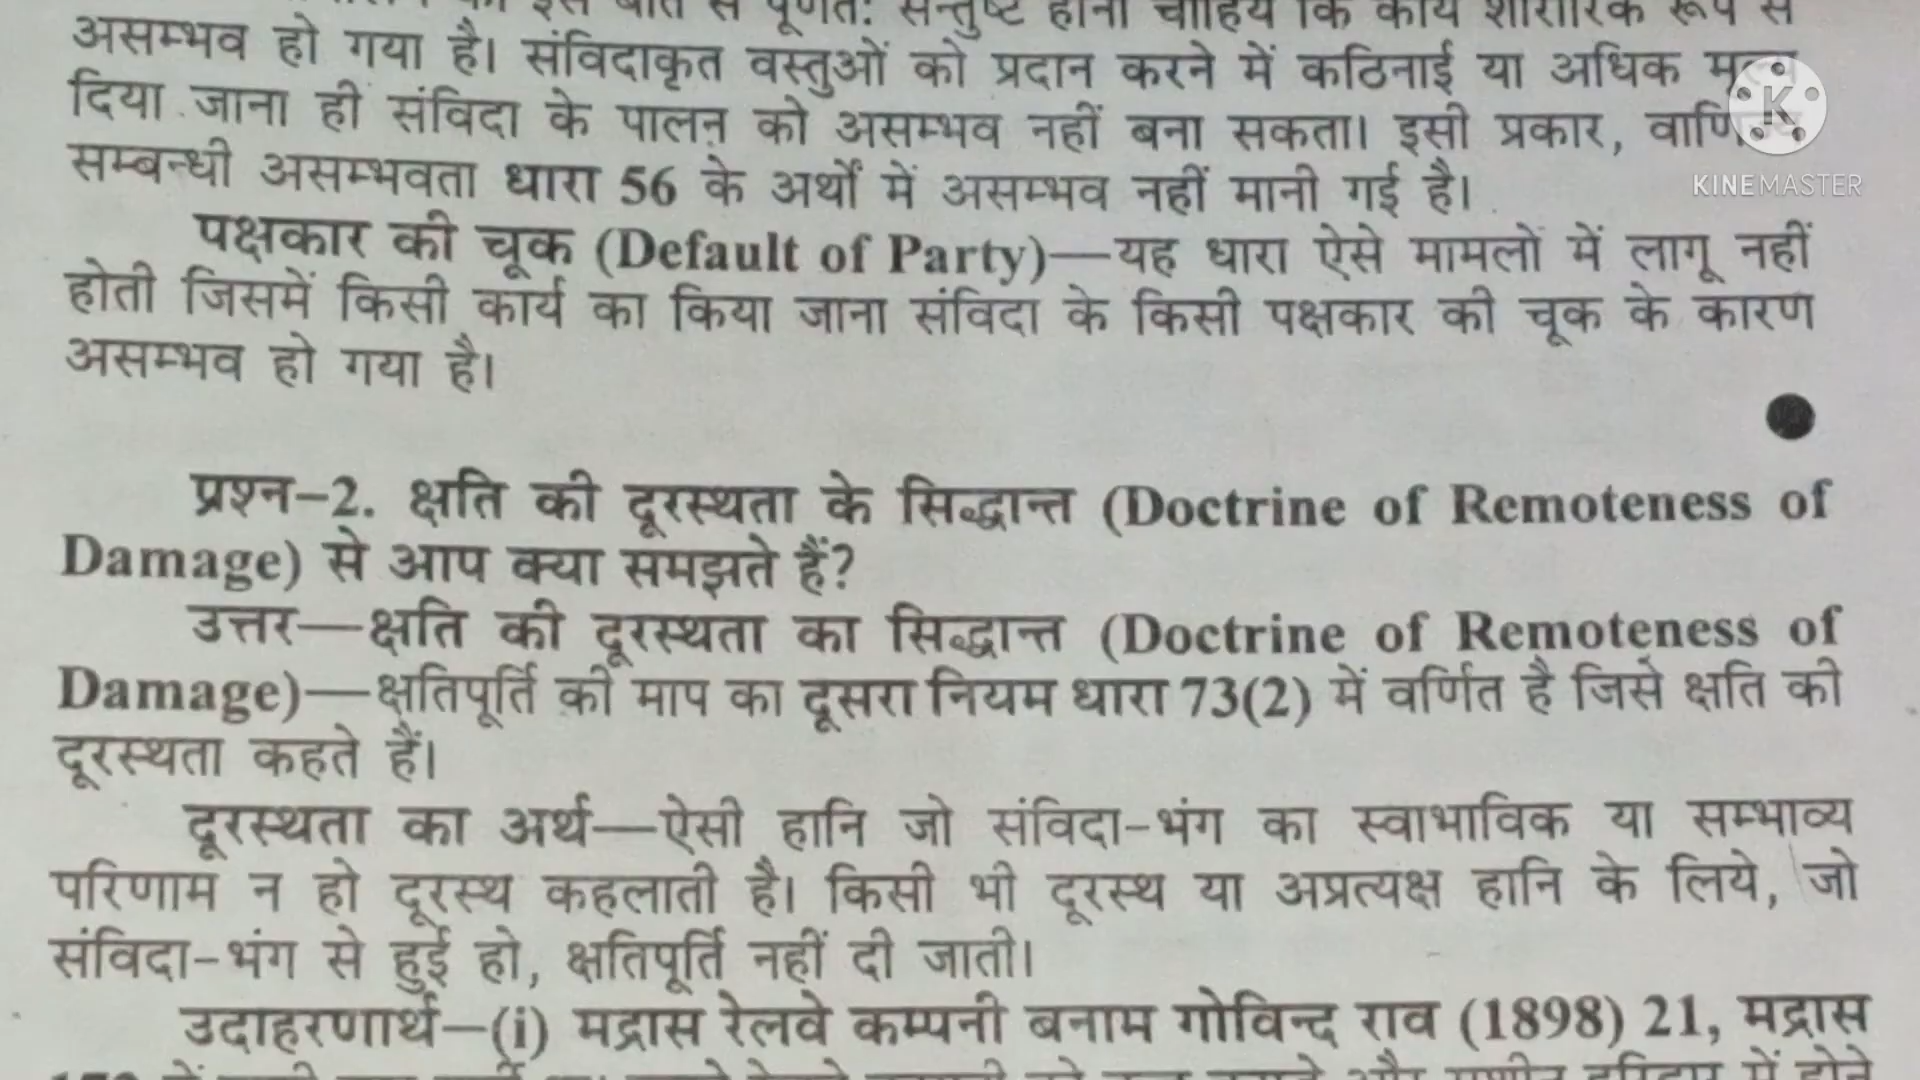 को इस बात से पूर्णतः सन्तुष्ट होना चाहिये कि कार्य शारीरिक रूप से
असम्भव हो गया है। संविदाकृत वस्तुओं को प्रदान करने में कठिनाई या अधिक
दिया जाना ही संविदा के पालन को असम्भव नहीं बना सकता। इसी प्रकार,
सम्बन्धी असम्भवता धारा 56 के अर्थों में असम्भव नहीं मानी गई है।
K
KINEMASTER
पक्षकार की चूक (Default of Party)—यह धारा ऐसे मामलों में लागू नहीं
होती जिसमें किसी कार्य का किया जाना संविदा के किसी पक्षकार की चूक के कारण
असम्भव हो गया है।
प्रश्न-2. क्षति की दूरस्थता के सिद्धान्त (Doctrine of Remoteness of
Damage) से आप क्या समझते हैं?
उत्तर—क्षति की दूरस्थता का सिद्धान्त (Doctrine of Remoteness of
Damage)—क्षतिपूर्ति की माप का दूसरा नियम धारा 73(2) में वर्णित है जिसे क्षति की
दूरस्थता कहते हैं।
दूरस्थता का अर्थ—ऐसी हानि जो संविदा-भंग का स्वाभाविक या सम्भाव्य
परिणाम न हो दूरस्थ कहलाती है। किसी भी दूरस्थ या अप्रत्यक्ष हानि के लिये, जो
संविदा-भंग से हुई हो, क्षतिपूर्ति नहीं दी जाती।
उदाहरणार्थ—(i) मद्रास रेलवे कम्पनी बनाम गोविन्द राव (1898) 21, मद्रास